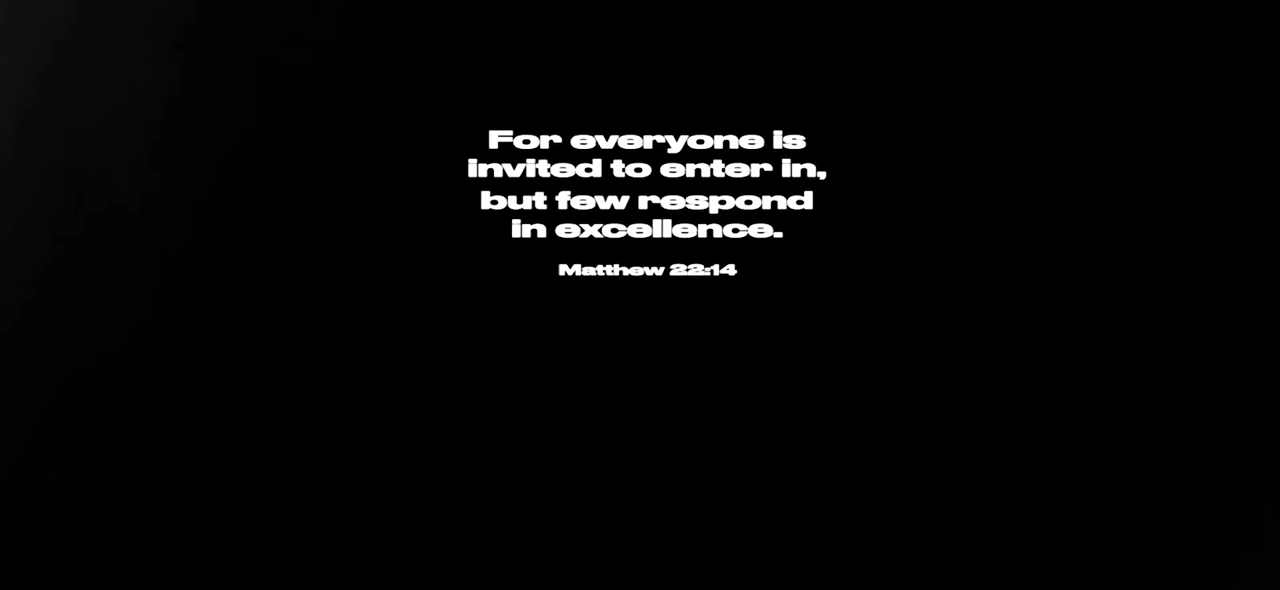 For everyone is
invited to enter in,
but few respond
in excellence.
Matthew 22:14